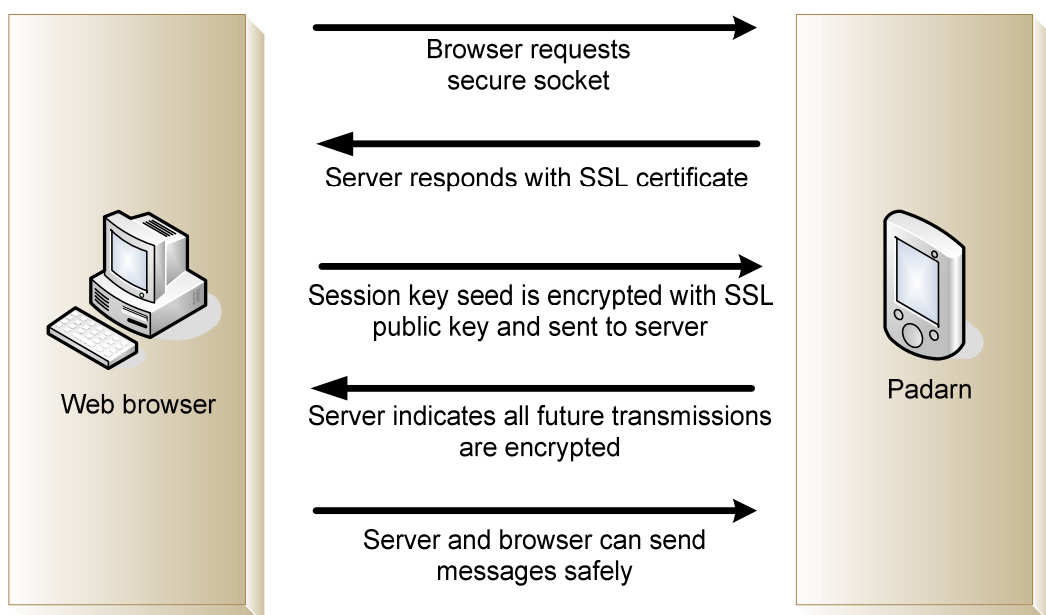 Browser requests
secure socket
Server responds with SSL certificate
Session key seed is encrypted with SSL
public key and sent to server
Web browser
Padarn
Server indicates all future transmissions
are encrypted
Server and browser can send
messages safely